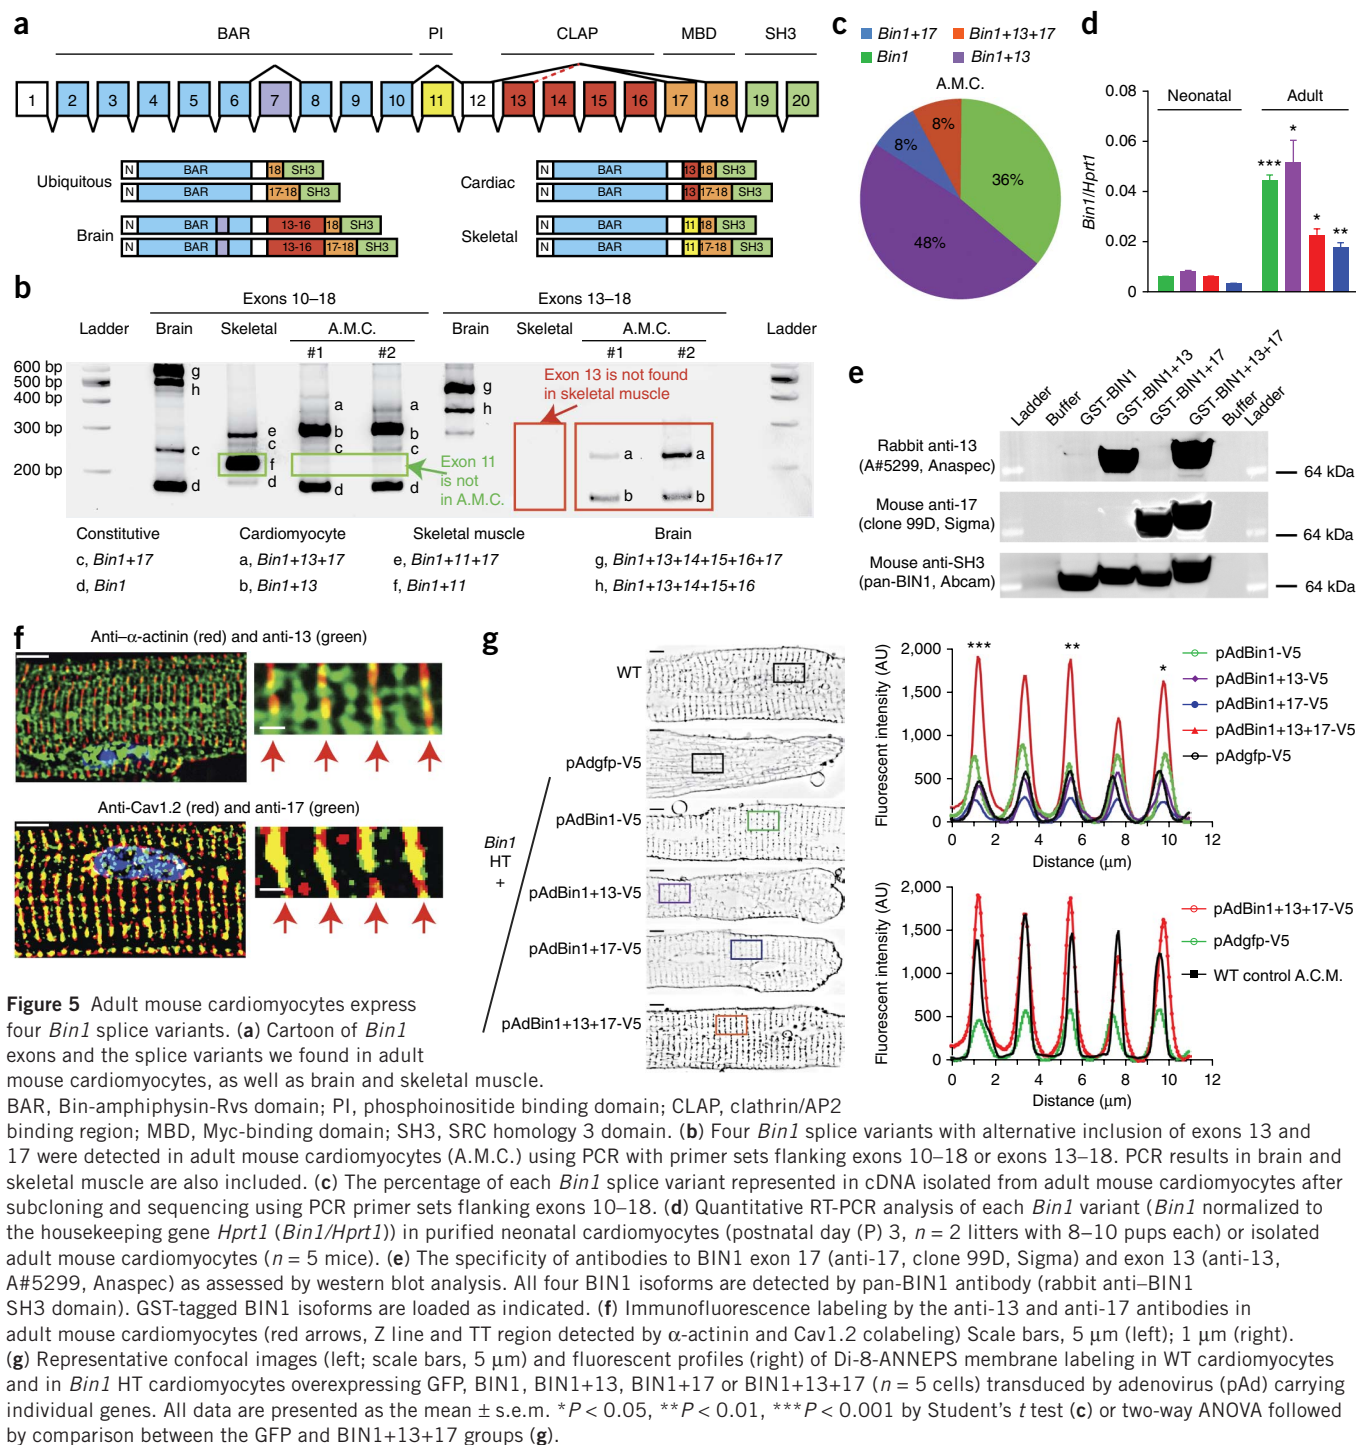 a
BAR
PI
CLAP
MBD
SH3
1 2 3 4 5 6 7 8 9 10 11 12 13 14 15 16 17 18 19 20
Ubiquitous
N BAR 18 SH3
N BAR 17-18 SH3
Brain
N BAR 13-16 18 SH3
N BAR 13-16 17-18 SH3
Cardiac
N BAR 13 18 SH3
N BAR 13 17-18 SH3
Skeletal
N BAR 11 18 SH3
N BAR 11 17-18 SH3
b
Exons 10–18
Exons 13–18
Ladder Brain Skeletal A.M.C. Brain Skeletal A.M.C. Ladder
#1 #2 #1 #2
600 bp
500 bp
400 bp
300 bp
200 bp
g
h
c
d
e
c
f
d
a
b
c
d
a
b
c
d
g
h
a
b
a
b
Exon 13 is not found
in skeletal muscle
Exon 11
is not
in A.M.C.
Constitutive Cardiomyocyte Skeletal muscle Brain
c, Bin1+17 a, Bin1+13+17 e, Bin1+11+17 g, Bin1+13+14+15+16+17
d, Bin1 b, Bin1+13 f, Bin1+11 h, Bin1+13+14+15+16
c
Bin1+17 Bin1+13+17
Bin1 Bin1+13
A.M.C.
8%
8%
36%
48%
d
Bin1/Hprt1
0.08
0.06
0.04
0.02
0
Neonatal Adult
*** * * **
e
Ladder Buffer GST-BIN1 GST-BIN1+13 GST-BIN1+17 GST-BIN1+13+17 Buffer Ladder
Rabbit anti-13
(A#5299, Anaspec)
64 kDa
Mouse anti-17
(clone 99D, Sigma)
64 kDa
Mouse anti-SH3
(pan-BIN1, Abcam)
64 kDa
f
Anti–α-actinin (red) and anti-13 (green)
Anti-Cav1.2 (red) and anti-17 (green)
g
WT
pAdgfp-V5
pAdBin1-V5
Bin1
HT
+
pAdBin1+13-V5
pAdBin1+17-V5
pAdBin1+13+17-V5
Fluorescent intensity (AU)
2,000
1,500
1,000
500
0
*** ** *
0 2 4 6 8 10 12
Distance (μm)
pAdBin1-V5
pAdBin1+13-V5
pAdBin1+17-V5
pAdBin1+13+17-V5
pAdgfp-V5
Fluorescent intensity (AU)
2,000
1,500
1,000
500
0
0 2 4 6 8 10 12
Distance (μm)
pAdBin1+13+17-V5
pAdgfp-V5
WT control A.C.M.
Figure 5 Adult mouse cardiomyocytes express
four Bin1 splice variants. (a) Cartoon of Bin1
exons and the splice variants we found in adult
mouse cardiomyocytes, as well as brain and skeletal muscle.
BAR, Bin-amphiphysin-Rvs domain; PI, phosphoinositide binding domain; CLAP, clathrin/AP2
binding region; MBD, Myc-binding domain; SH3, SRC homology 3 domain. (b) Four Bin1 splice variants with alternative inclusion of exons 13 and
17 were detected in adult mouse cardiomyocytes (A.M.C.) using PCR with primer sets flanking exons 10–18 or exons 13–18. PCR results in brain and
skeletal muscle are also included. (c) The percentage of each Bin1 splice variant represented in cDNA isolated from adult mouse cardiomyocytes after
subcloning and sequencing using PCR primer sets flanking exons 10–18. (d) Quantitative RT-PCR analysis of each Bin1 variant (Bin1 normalized to
the housekeeping gene Hprt1 (Bin1/Hprt1)) in purified neonatal cardiomyocytes (postnatal day (P) 3, n = 2 litters with 8–10 pups each) or isolated
adult mouse cardiomyocytes (n = 5 mice). (e) The specificity of antibodies to BIN1 exon 17 (anti-17, clone 99D, Sigma) and exon 13 (anti-13,
A#5299, Anaspec) as assessed by western blot analysis. All four BIN1 isoforms are detected by pan-BIN1 antibody (rabbit anti–BIN1
SH3 domain). GST-tagged BIN1 isoforms are loaded as indicated. (f) Immunofluorescence labeling by the anti-13 and anti-17 antibodies in
adult mouse cardiomyocytes (red arrows, Z line and TT region detected by α-actinin and Cav1.2 colabeling) Scale bars, 5 μm (left); 1 μm (right).
(g) Representative confocal images (left; scale bars, 5 μm) and fluorescent profiles (right) of Di-8-ANNEPS membrane labeling in WT cardiomyocytes
and in Bin1 HT cardiomyocytes overexpressing GFP, BIN1, BIN1+13, BIN1+17 or BIN1+13+17 (n = 5 cells) transduced by adenovirus (pAd) carrying
individual genes. All data are presented as the mean ± s.e.m. *P < 0.05, **P < 0.01, ***P < 0.001 by Student's t test (c) or two-way ANOVA followed
by comparison between the GFP and BIN1+13+17 groups (g).